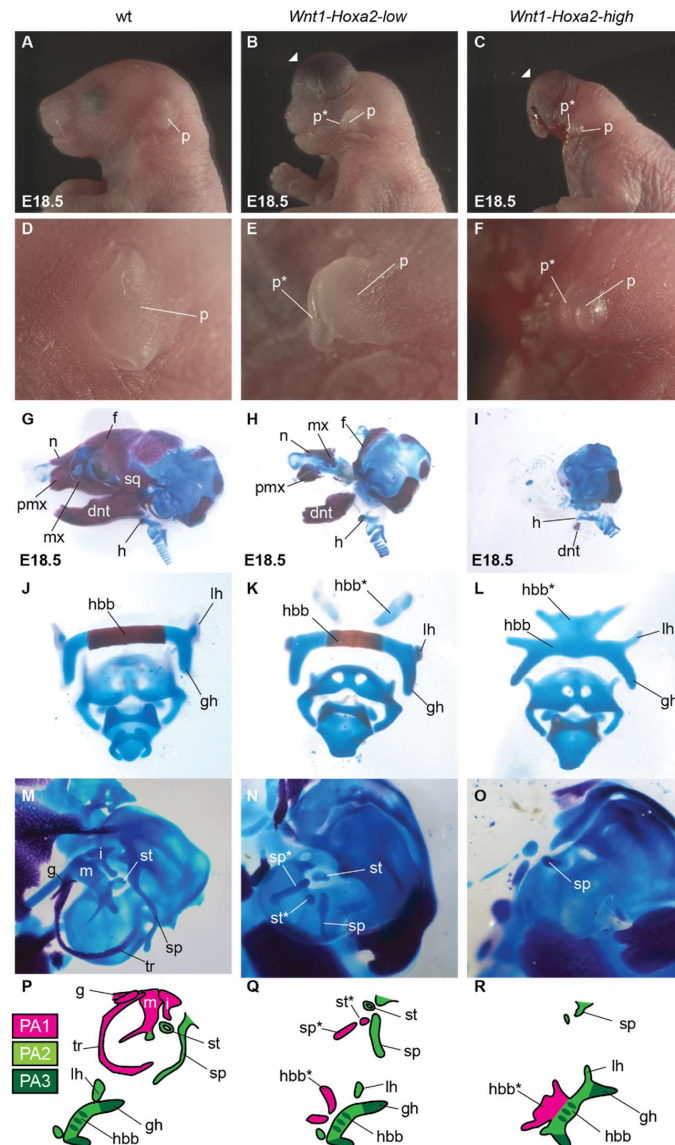 wt Wnt1-Hoxa2-low Wnt1-Hoxa2-high
A B C
p* p p* p
p
E18.5 E18.5 E18.5
D E F
p* p p* p
p
G H I
f n mx f
n
sq
pmx dnt pmx dnt h
mx h h dnt
E18.5 E18.5
J K L
hbb lh hbb* hbb*
hbb lh hbb lh
gh gh gh
M N O
i st sp* st sp
g m
st* sp
sp
tr
P Q R
g m i st* st sp
PA1 sp*
PA2 tr st sp
PA3 sp
lh hbb* lh lh
gh gh hbb* gh
hbb hbb hbb